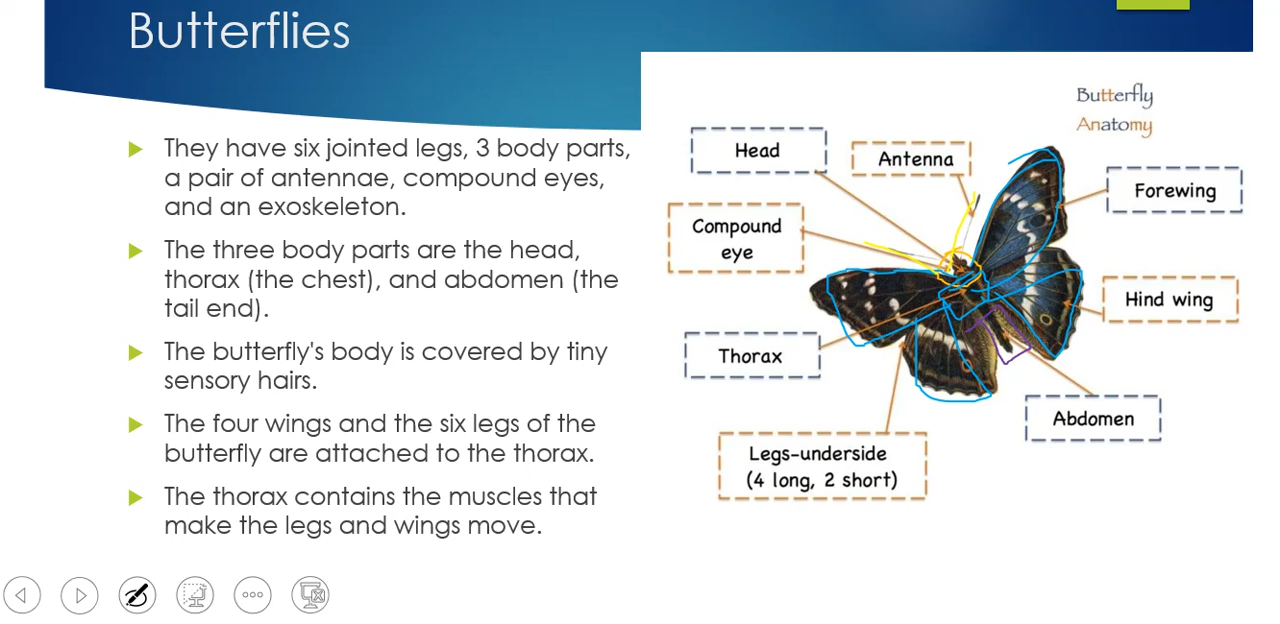 Butterflies
They have six jointed legs, 3 body parts,
a pair of antennae, compound eyes,
and an exoskeleton.
The three body parts are the head,
thorax (the chest), and abdomen (the
tail end).
The butterfly's body is covered by tiny
sensory hairs.
The four wings and the six legs of the
butterfly are attached to the thorax.
The thorax contains the muscles that
make the legs and wings move.
Butterfly
Anatomy
Head
Antenna
Forewing
Compound
eye
Hind wing
Thorax
Abdomen
Legs-underside
(4 long, 2 short)